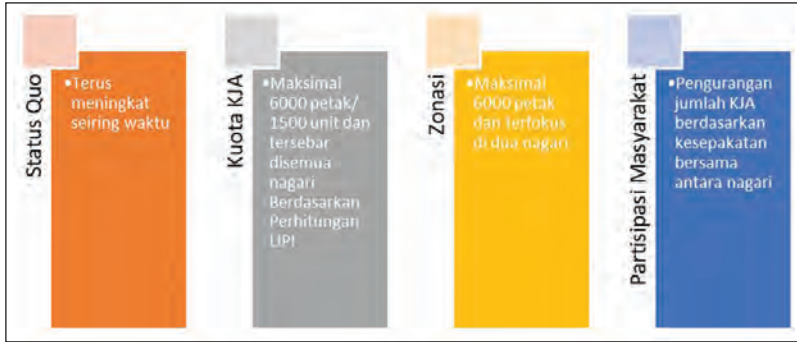 Status Quo
•Terus
meningkat
seiring waktu
Kuota KJA
•Maksimal
6000 petak/
1500 unit dan
tersebar
disemua
nagari
Berdasarkan
Perhitungan
LIPI
Zonasi
•Maksimal
6000 petak
dan terfokus
di dua nagari
Partisipasi Masyarakat
•Pengurangan
jumlah KJA
berdasarkan
kesepakatan
bersama
antara nagari